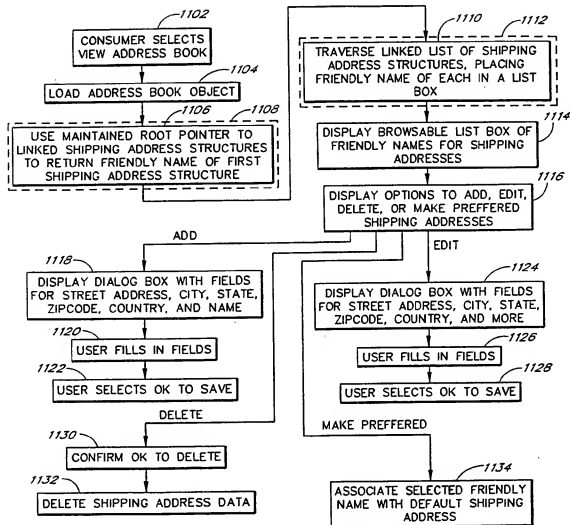 1102
CONSUMER SELECTS
VIEW ADDRESS BOOK
1104
LOAD ADDRESS BOOK OBJECT
1106
1108
USE MAINTAINED ROOT POINTER TO
LINKED SHIPPING ADDRESS STRUCTURES
TO RETURN FRIENDLY NAME OF FIRST
SHIPPING ADDRESS STRUCTURE
1110
1112
TRAVERSE LINKED LIST OF SHIPPING
ADDRESS STRUCTURES, PLACING
FRIENDLY NAME OF EACH IN A LIST
BOX
1114
DISPLAY BROWSABLE LIST BOX OF
FRIENDLY NAMES FOR SHIPPING
ADDRESSES
1116
DISPLAY OPTIONS TO ADD, EDIT,
DELETE, OR MAKE PREFFERED
SHIPPING ADDRESSES
ADD
EDIT
1118
DISPLAY DIALOG BOX WITH FIELDS
FOR STREET ADDRESS, CITY, STATE,
ZIPCODE, COUNTRY, AND NAME
1120
USER FILLS IN FIELDS
1122
USER SELECTS OK TO SAVE
1124
DISPLAY DIALOG BOX WITH FIELDS
FOR STREET ADDRESS, CITY, STATE,
ZIPCODE, COUNTRY, AND MORE
1126
USER FILLS IN FIELDS
1128
USER SELECTS OK TO SAVE
DELETE
1130
CONFIRM OK TO DELETE
1132
DELETE SHIPPING ADDRESS DATA
MAKE PREFFERED
1134
ASSOCIATE SELECTED FRIENDLY
NAME WITH DEFAULT SHIPPING
ADDRESS